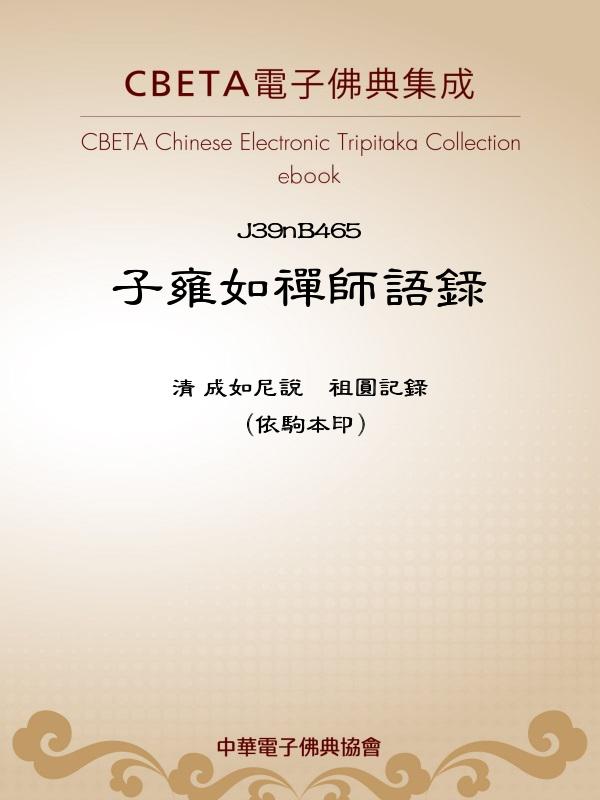 CBETA電子佛典集成
CBETA Chinese Electronic Tripitaka Collection
ebook
J39nB465
子雍如禪師語錄
清 成如尼說　祖圓記錄
(依駒本印)
中華電子佛典協會